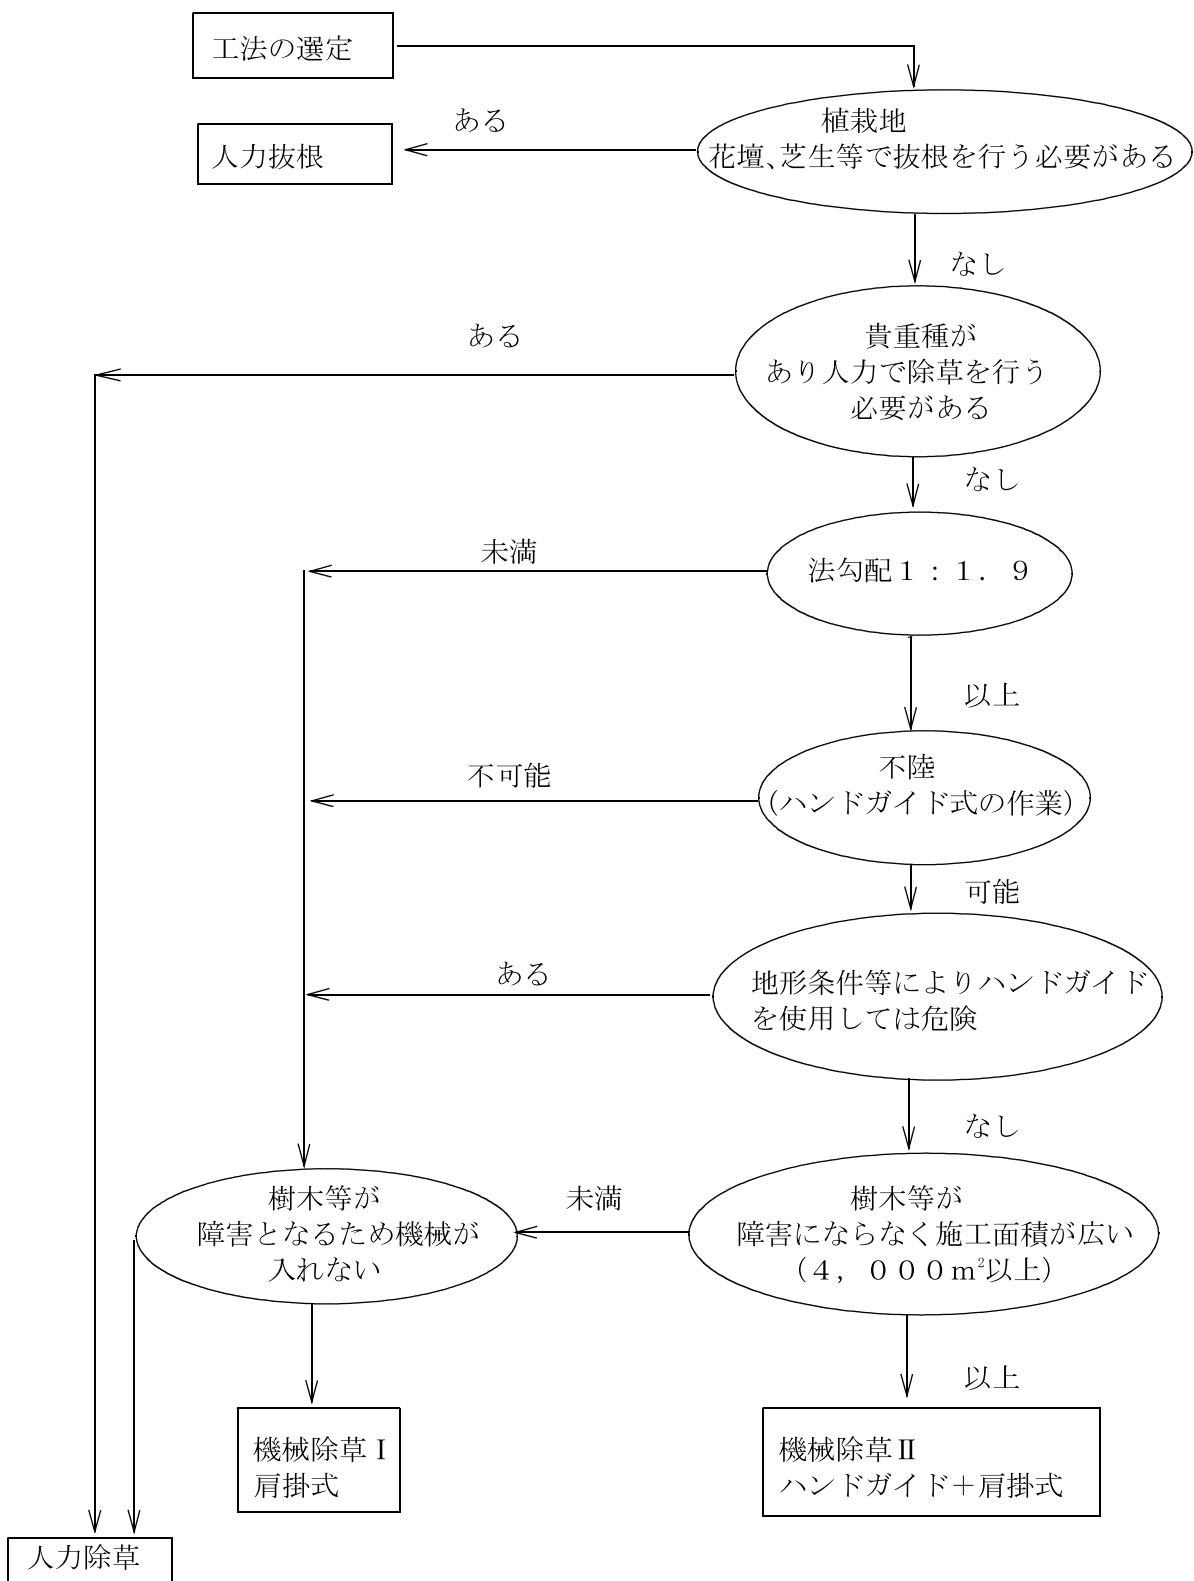 工法の選定
ある
植栽地
花壇、芝生等で抜根を行う必要がある
人力抜根
なし
ある
貴重種が
あり人力で除草を行う
必要がある
なし
未満
法勾配１：１．９
以上
不可能
不陸
（ハンドガイド式の作業）
可能
ある
地形条件等によりハンドガイド
を使用しては危険
なし
樹木等が
障害となるため機械が
入れない
未満
樹木等が
障害にならなく施工面積が広い
（４，０００ｍ²以上）
以上
機械除草Ⅰ
肩掛式
機械除草Ⅱ
ハンドガイド＋肩掛式
人力除草